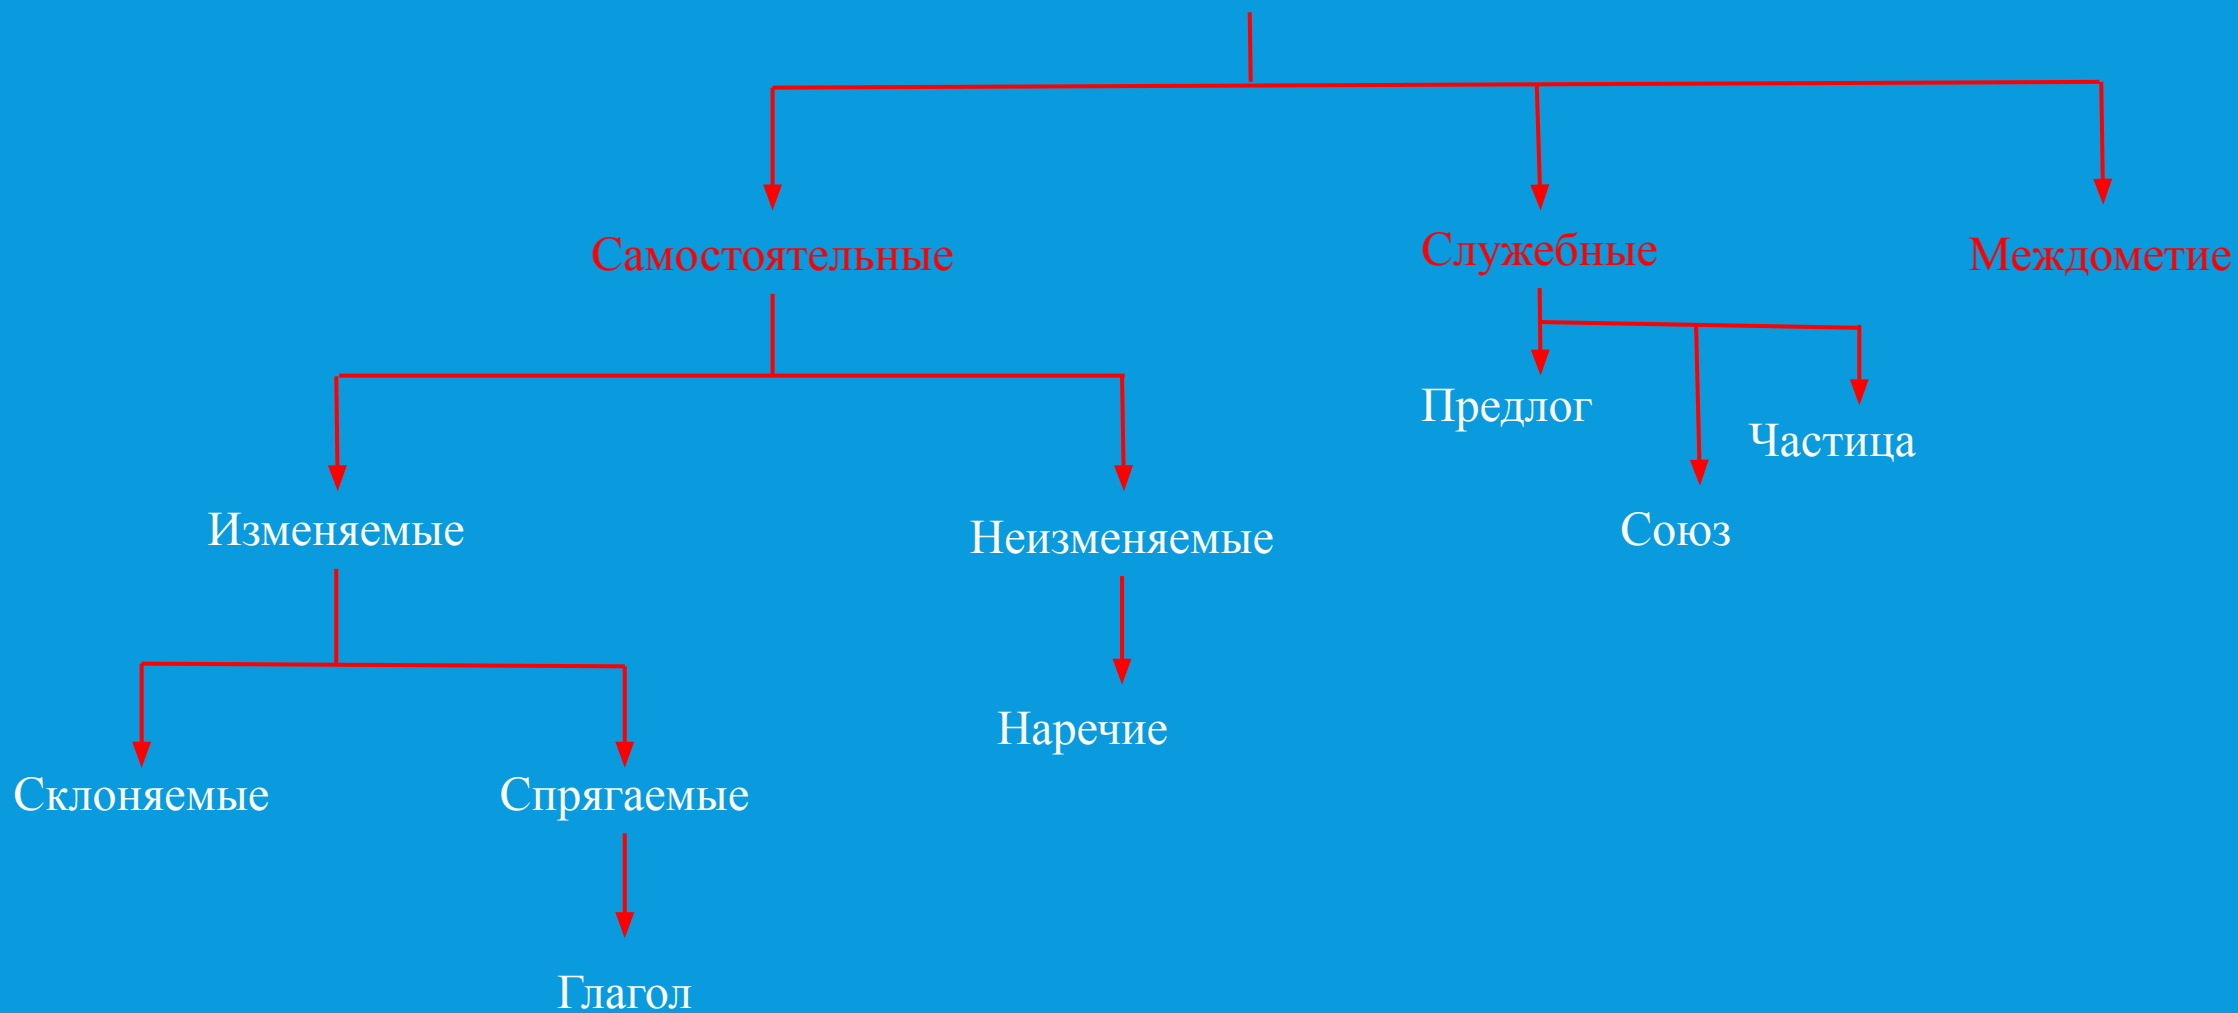 Самостоятельные
Служебные
Междометие
Предлог
Частица
Союз
Изменяемые
Неизменяемые
Наречие
Склоняемые
Спрягаемые
Глагол